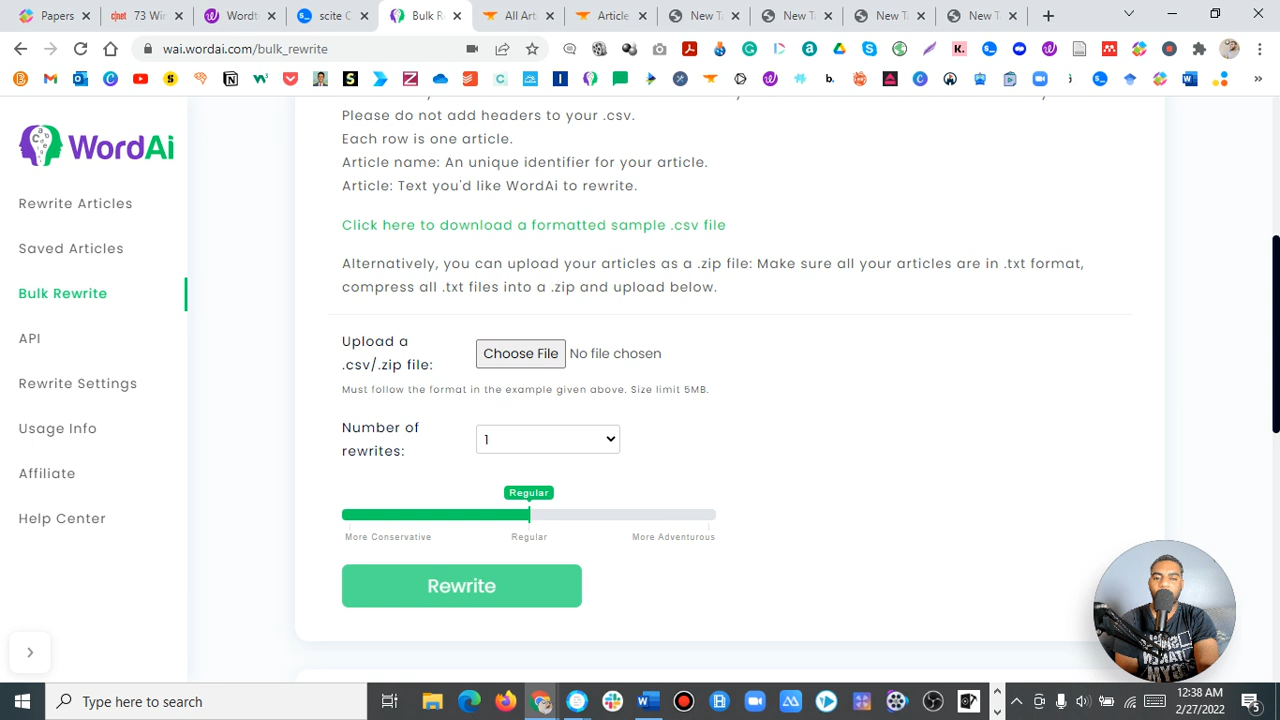 Papers
cjnet 73 Win
Wordt
scite C
Bulk R
All Art
Article
New Ta
New Ta
New Ta
New T
wai.wordai.com/bulk_rewrite
WordAi
Rewrite Articles
Saved Articles
Bulk Rewrite
API
Rewrite Settings
Usage Info
Affiliate
Help Center
Please do not add headers to your .csv.
Each row is one article.
Article name: An unique identifier for your article.
Article: Text you'd like WordAi to rewrite.
Click here to download a formatted sample .csv file
Alternatively, you can upload your articles as a .zip file: Make sure all your articles are in .txt format,
compress all .txt files into a .zip and upload below.
Upload a
.csv/.zip file:
Choose File No file chosen
Must follow the format in the example given above. Size limit 5MB.
Number of
rewrites:
1
Regular
More Conservative
Regular
More Adventurous
Rewrite
Type here to search
12:38 AM
2/27/2022
5